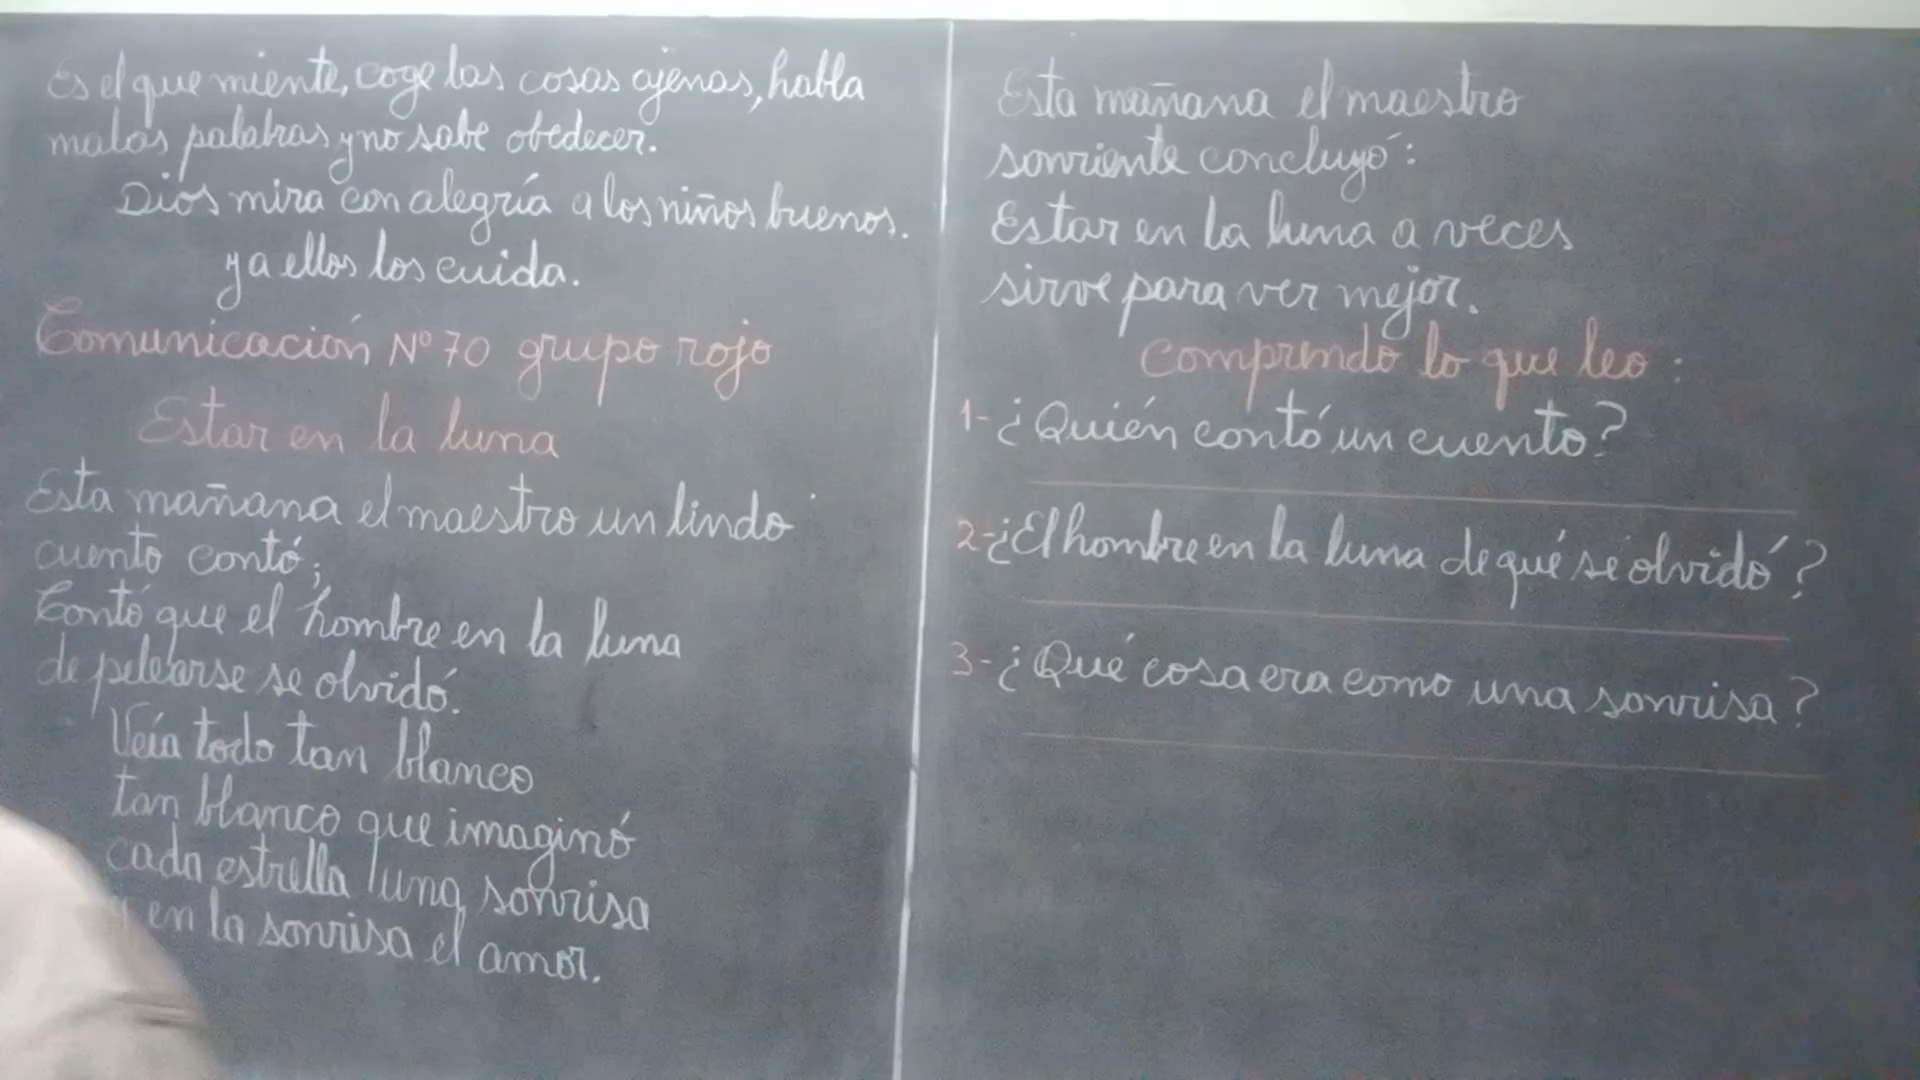 Es el que miente, coge las cosas ajenas, habla
malas palabras y no sabe obedecer.
Dios mira con alegría a los niños buenos.
y a ellos los cuida.
Comunicación N° 70 grupo rojo
Estar en la luna
Esta mañana el maestro un lindo
cuento contó;
Contó que el hombre en la luna
de pelearse se olvidó.
Veía todo tan blanco
tan blanco que imaginó
cada estrella una sonrisa
y en la sonrisa el amor.
Esta mañana el maestro
sonriente concluyó:
Estar en la luna a veces
sirve para ver mejor.
Comprendo lo que leo:
1- ¿Quién contó un cuento?
2- ¿El hombre en la luna de qué se olvidó?
3- ¿Qué cosa era como una sonrisa?